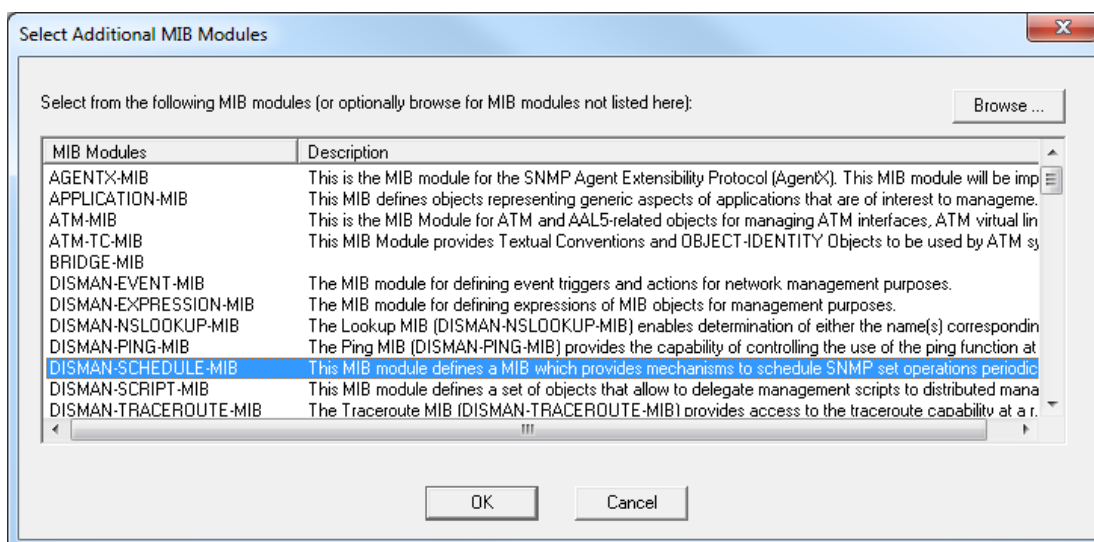 Select Additional MIB Modules
Select from the following MIB modules (or optionally browse for MIB modules not listed here):
Browse ...
MIB Modules Description
AGENTX-MIB This is the MIB module for the SNMP Agent Extensibility Protocol (AgentX). This MIB module will be imp
APPLICATION-MIB This MIB defines objects representing generic aspects of applications that are of interest to manageme.
ATM-MIB This is the MIB Module for ATM and AAL5-related objects for managing ATM interfaces, ATM virtual lin
ATM-TC-MIB This MIB Module provides Textual Conventions and OBJECT-IDENTITY Objects to be used by ATM sy
BRIDGE-MIB
DISMAN-EVENT-MIB The MIB module for defining event triggers and actions for network management purposes.
DISMAN-EXPRESSION-MIB The MIB module for defining expressions of MIB objects for management purposes.
DISMAN-NSLOOKUP-MIB The Lookup MIB (DISMAN-NSLOOKUP-MIB) enables determination of either the name(s) correspondin
DISMAN-PING-MIB The Ping MIB (DISMAN-PING-MIB) provides the capability of controlling the use of the ping function at
DISMAN-SCHEDULE-MIB This MIB module defines a MIB which provides mechanisms to schedule SNMP set operations periodic
DISMAN-SCRIPT-MIB This MIB module defines a set of objects that allow to delegate management scripts to distributed mana
DISMAN-TRACEROUTE-MIB The Traceroute MIB (DISMAN-TRACEROUTE-MIB) provides access to the traceroute capability at a r.
OK Cancel